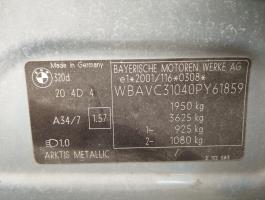 Made in Germany
BAYERISCHE MOTOREN WERKE AG
320d
e1*2001/116*0308*
20 4D 4
WBAVC31040PY61859
A34/7 1.57
1950 kg
3625 kg
1– 925 kg
2– 1080 kg
1.0
ARKTIS METALLIC